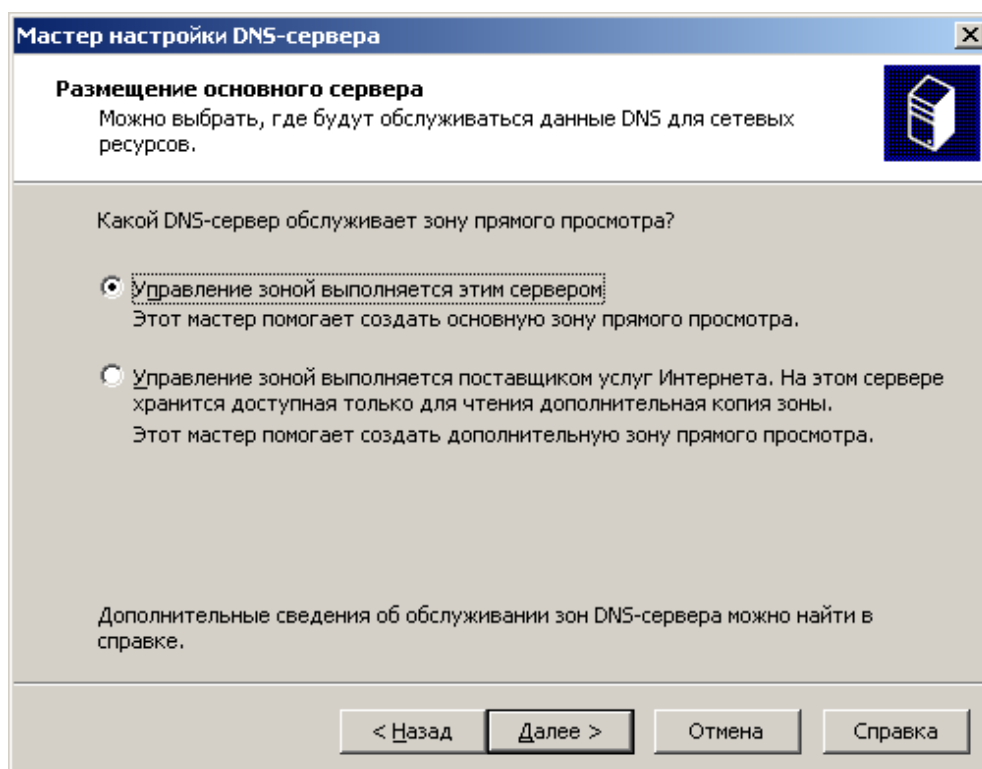 Мастер настройки DNS-сервера
Размещение основного сервера
Можно выбрать, где будут обслуживаться данные DNS для сетевых
ресурсов.
Какой DNS-сервер обслуживает зону прямого просмотра?
Управление зоной выполняется этим сервером
Этот мастер помогает создать основную зону прямого просмотра.
Управление зоной выполняется поставщиком услуг Интернета. На этом сервере
хранится доступная только для чтения дополнительная копия зоны.
Этот мастер помогает создать дополнительную зону прямого просмотра.
Дополнительные сведения об обслуживании зон DNS-сервера можно найти в
справке.
< Назад Далее > Отмена Справка